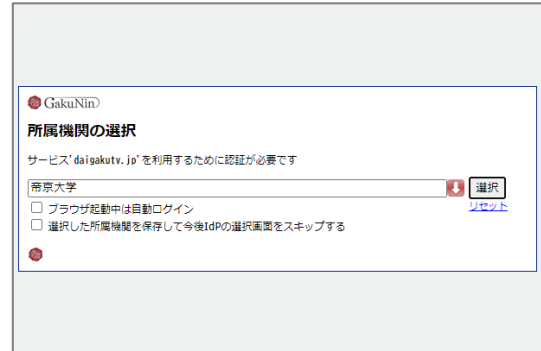 GakuNin
所属機関の選択
サービス'daigakutv.jp'を利用するために認証が必要です
帝京大学
選択
リセット
ブラウザ起動中は自動ログイン
選択した所属機関を保存して今後IdPの選択画面をスキップする